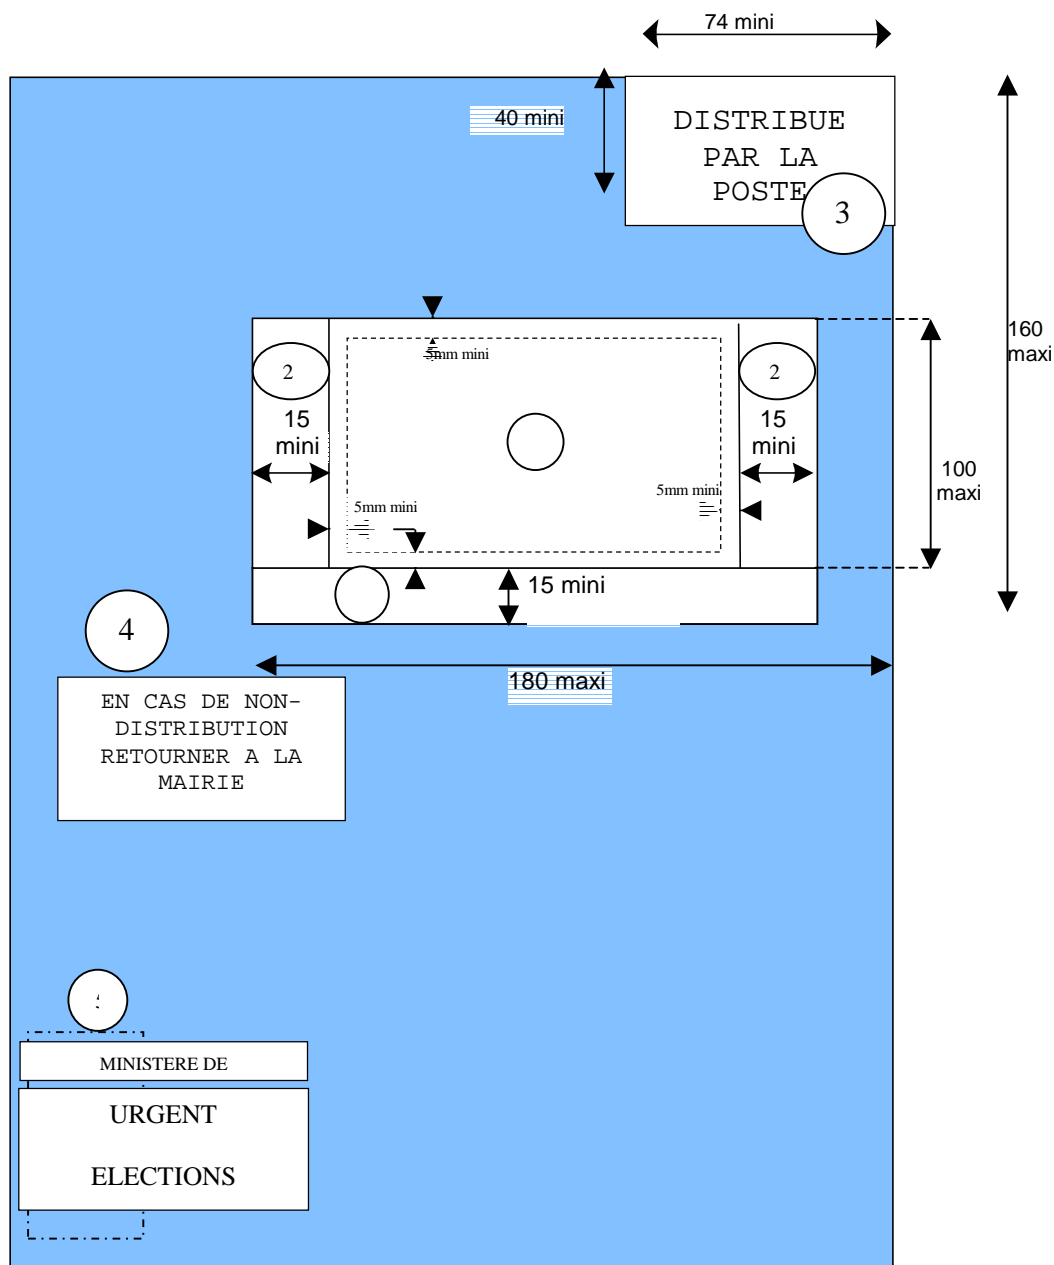 74 mini
40 mini
DISTRIBUE
PAR LA
POSTE
3
160
maxi
5mm mini
2
2
15
mini
15
mini
100
maxi
5mm mini
5mm mini
15 mini
4
180 maxi
EN CAS DE NON-
DISTRIBUTION
RETOURNER A LA
MAIRIE
MINISTERE DE
URGENT
ELECTIONS